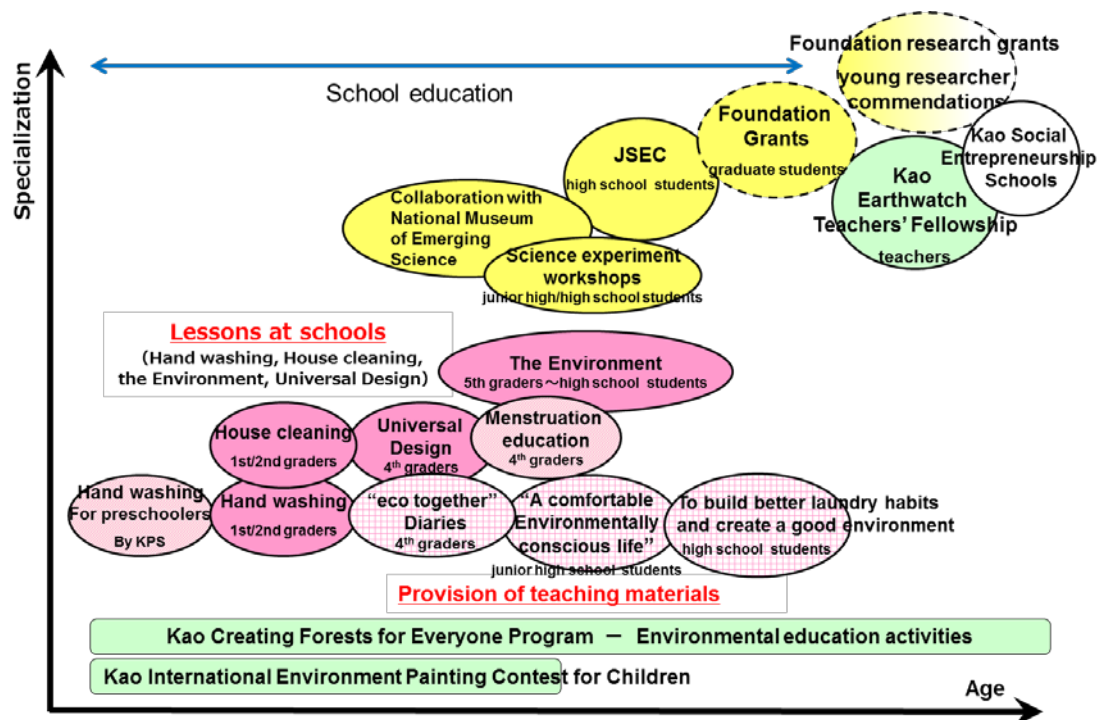 Specialization
School education
Foundation research grants
young researcher
commendations
Foundation
Grants
graduate students
Kao Social
Entrepreneurship
Schools
JSEC
high school students
Kao
Earthwatch
Teachers' Fellowship
teachers
Collaboration with
National Museum
of Emerging
Science
Science experiment
workshops
junior high/high school students
Lessons at schools
(Hand washing, House cleaning,
the Environment, Universal Design)
The Environment
5th graders～high school students
House cleaning
1st/2nd graders
Universal
Design
4th graders
Menstruation
education
4th graders
Hand washing
For preschoolers
By KPS
Hand washing
1st/2nd graders
“eco together”
Diaries
4th graders
“A comfortable
Environmentally
conscious life”
junior high school students
To build better laundry habits
and create a good environment
high school students
Provision of teaching materials
Kao Creating Forests for Everyone Program － Environmental education activities
Kao International Environment Painting Contest for Children
Age